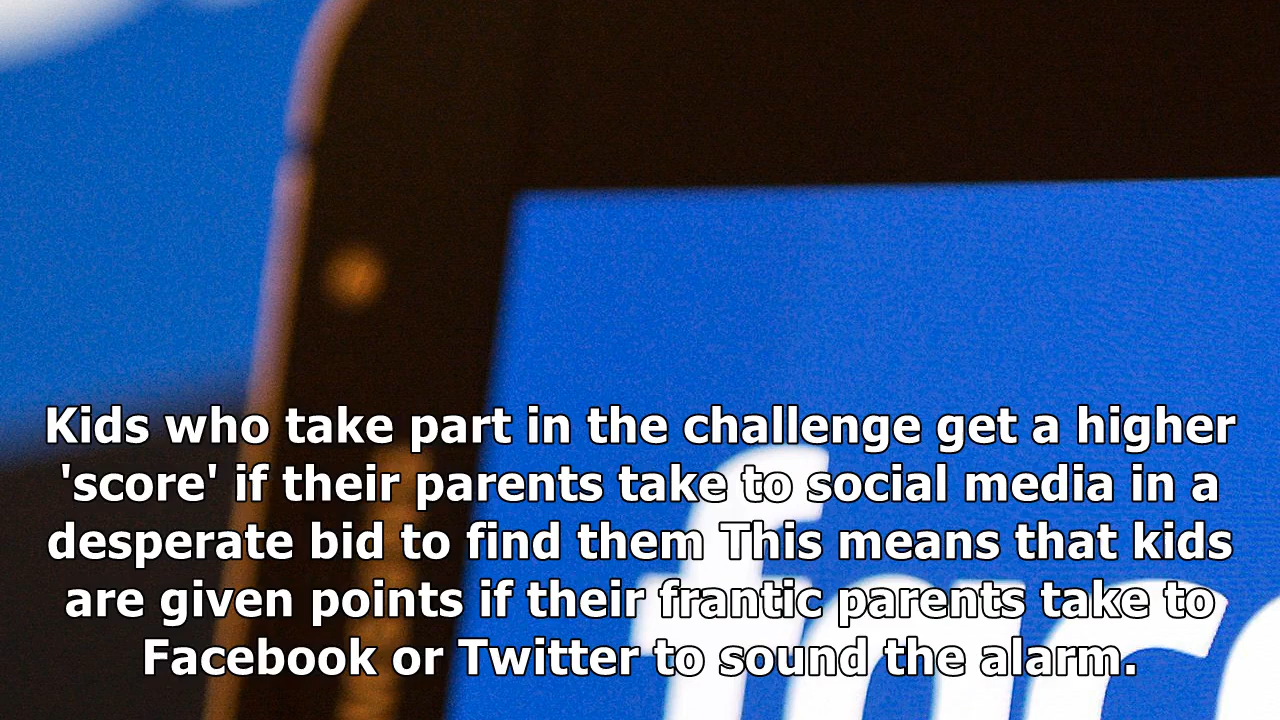 Kids who take part in the challenge get a higher
'score' if their parents take to social media in a
desperate bid to find them This means that kids
are given points if their frantic parents take to
Facebook or Twitter to sound the alarm.